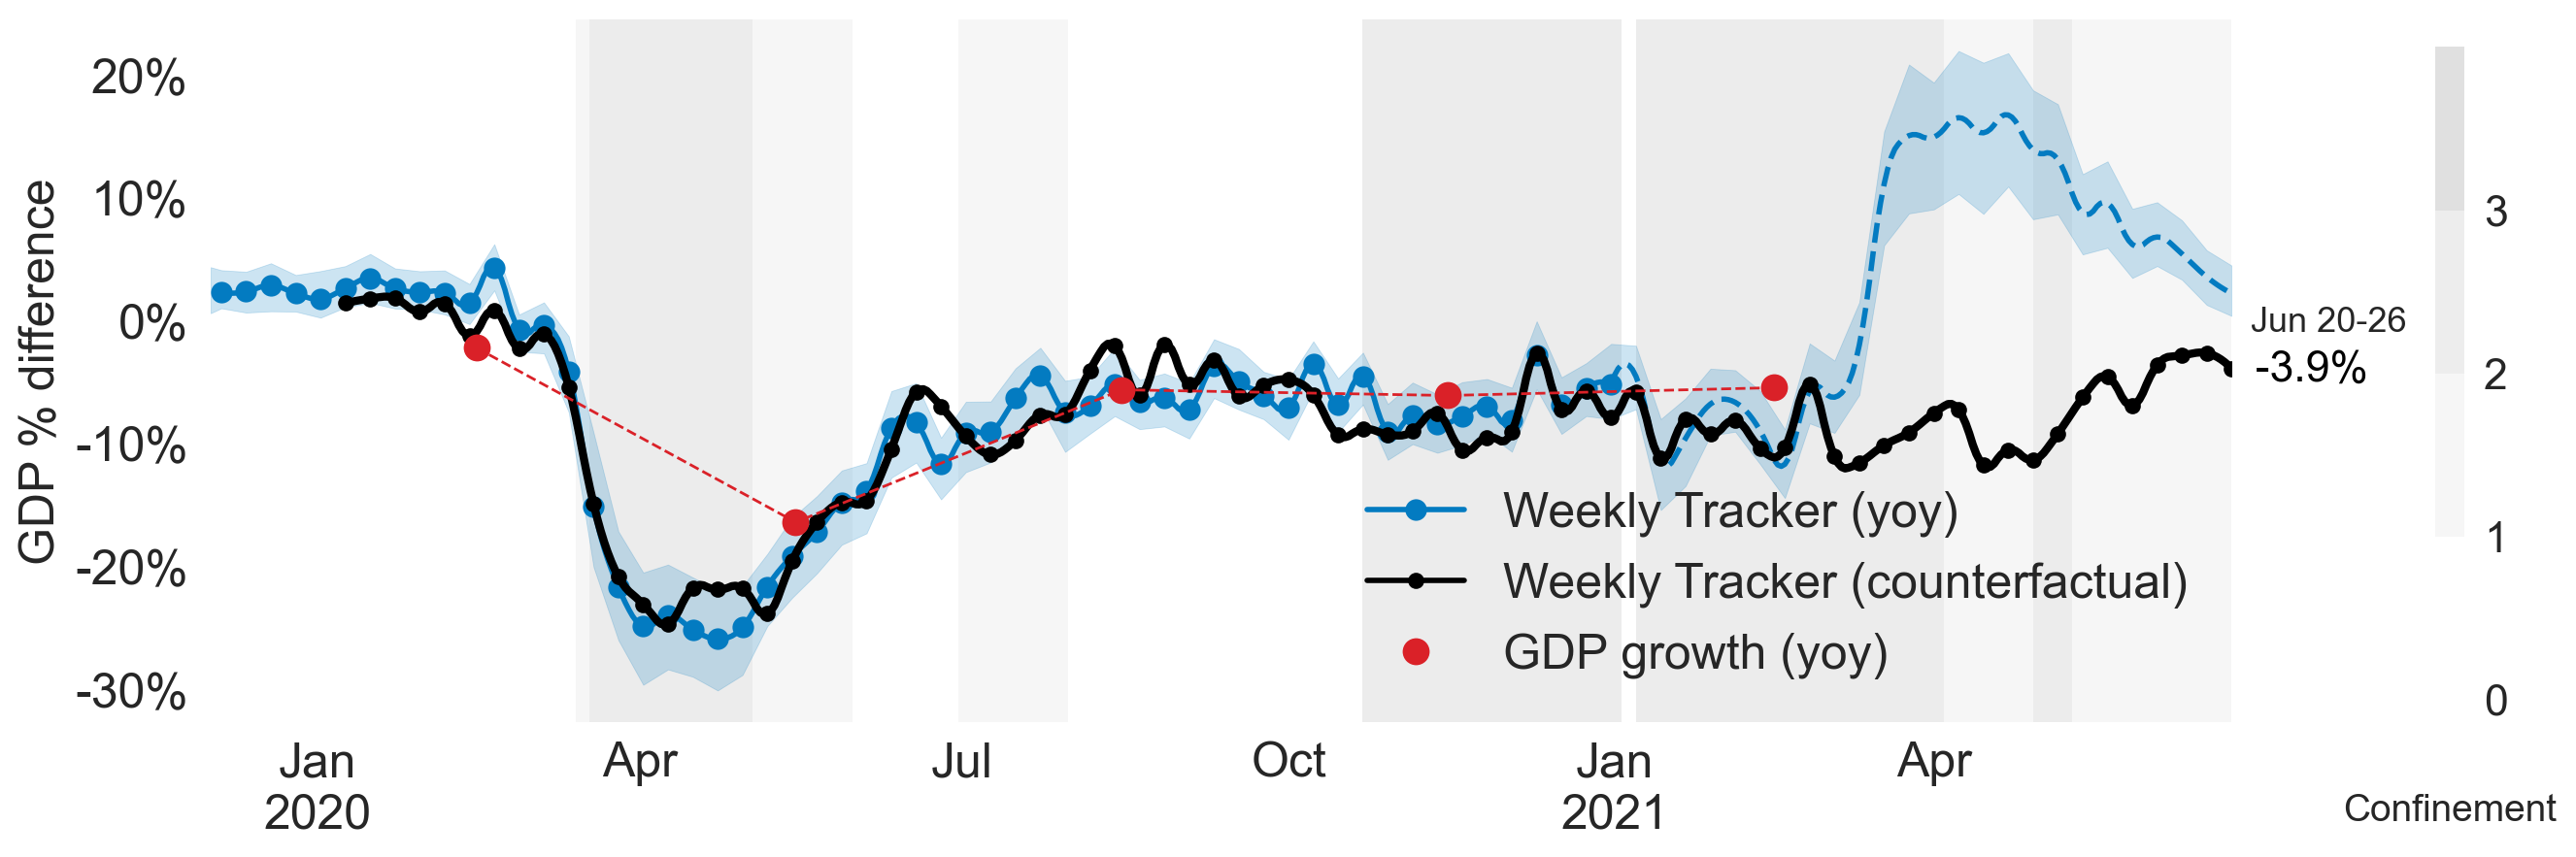 GDP % difference
20%
10%
0%
-10%
-20%
-30%
Jan
2020
Apr
Jul
Oct
Jan
2021
Apr
Weekly Tracker (yoy)
Weekly Tracker (counterfactual)
GDP growth (yoy)
Jun 20-26
-3.9%
3
2
1
0
Confinement